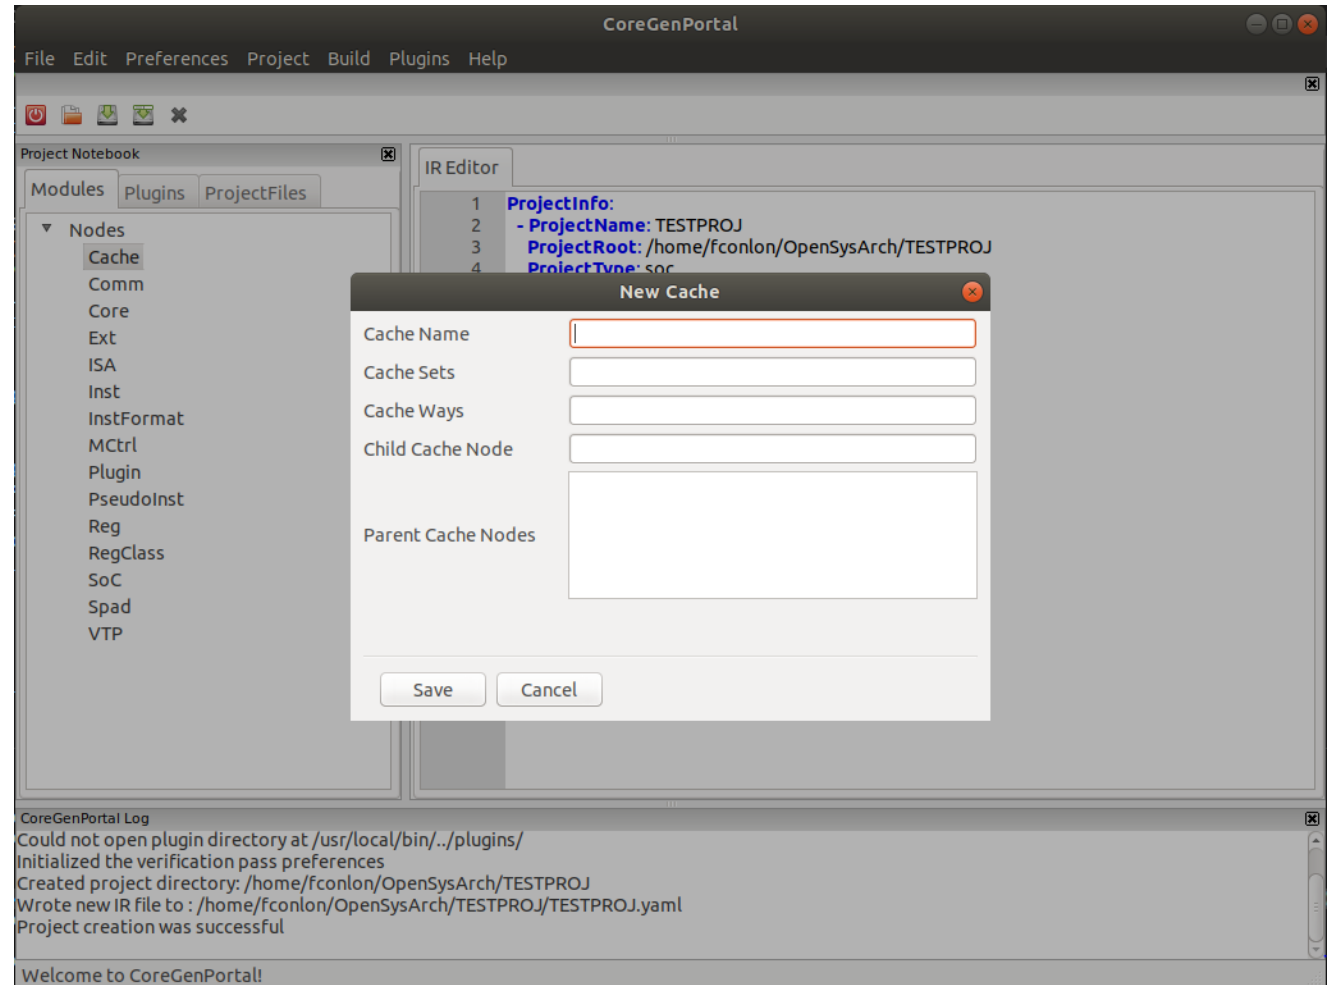 CoreGenPortal
File Edit Preferences Project Build Plugins Help
Project Notebook
Modules Plugins ProjectFiles
Nodes
Cache
Comm
Core
Ext
ISA
Inst
InstFormat
MCtrl
Plugin
PseudoInst
Reg
RegClass
SoC
Spad
VTP
IR Editor
1 ProjectInfo:
2 - ProjectName: TESTPROJ
3 ProjectRoot: /home/fconlon/OpenSysArch/TESTPROJ
4 ProjectType: soc
New Cache
Cache Name
Cache Sets
Cache Ways
Child Cache Node
Parent Cache Nodes
Save Cancel
CoreGenPortal Log
Could not open plugin directory at /usr/local/bin/../plugins/
Initialized the verification pass preferences
Created project directory: /home/fconlon/OpenSysArch/TESTPROJ
Wrote new IR file to : /home/fconlon/OpenSysArch/TESTPROJ/TESTPROJ.yaml
Project creation was successful
Welcome to CoreGenPortal!